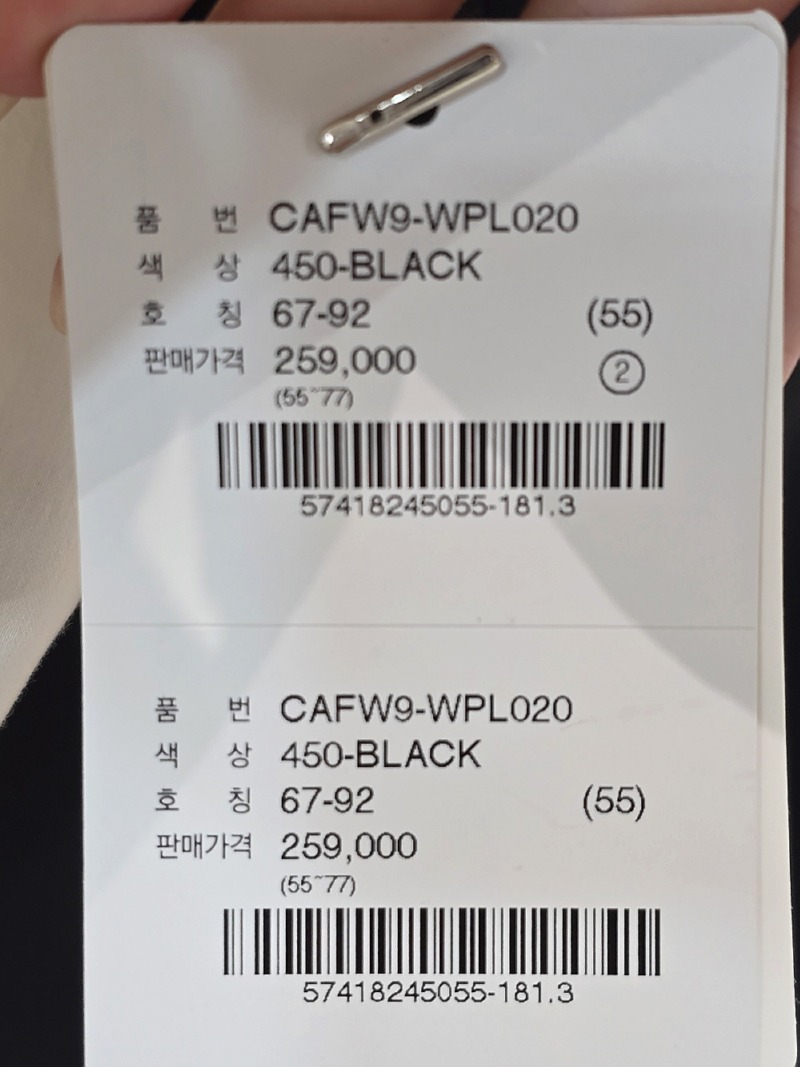 품 번 CAFW9-WPL020
색 상 450-BLACK
호 칭 67-92 (55)
판매가격 259,000 ②
(55~77)
57418245055-181.3
품 번 CAFW9-WPL020
색 상 450-BLACK
호 칭 67-92 (55)
판매가격 259,000
(55~77)
57418245055-181.3